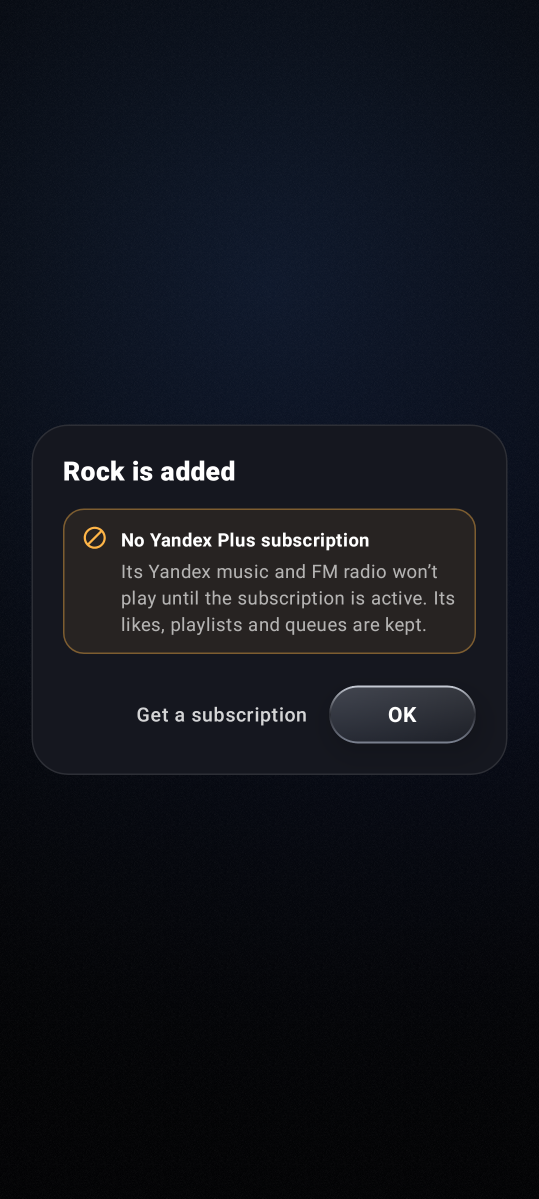 Rock is added
No Yandex Plus subscription
Its Yandex music and FM radio won’t
play until the subscription is active. Its
likes, playlists and queues are kept.
Get a subscription
OK